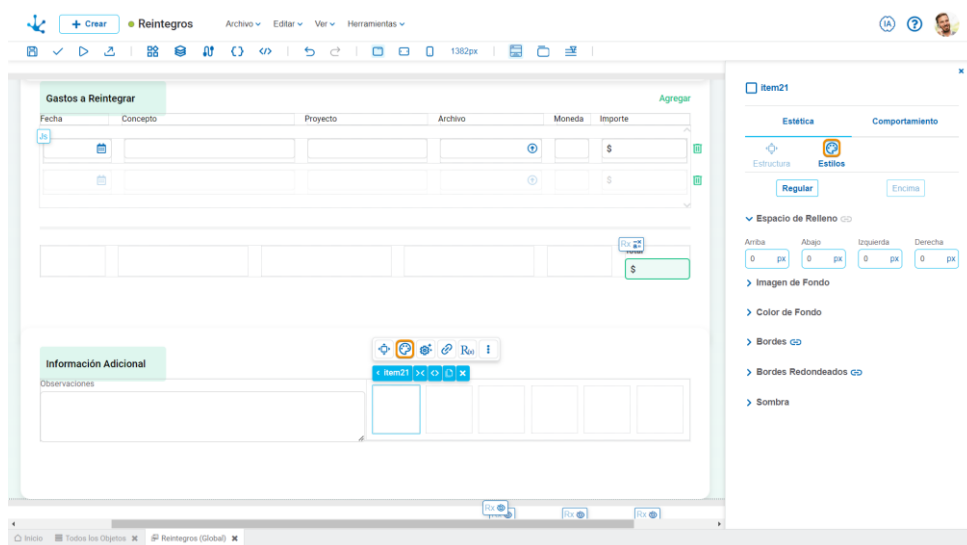 + Crear
Reintegros
Archivo
Editar
Ver
Herramientas
(IA)
?
1382px
Gastos a Reintegrar
Agregar
Fecha Concepto Proyecto Archivo Moneda Importe
Js
$
$
Rx
$
Información Adicional
R(x)
< item21
Observaciones
Rx
Rx
Rx
item21
Estética
Comportamiento
Estructura
Estilos
Regular
Encima
Espacio de Relleno
Arriba Abajo Izquierda Derecha
0 px 0 px 0 px 0 px
Imagen de Fondo
Color de Fondo
Bordes
Bordes Redondeados
Sombra
Inicio
Todos los Objetos
Reintegros (Global)